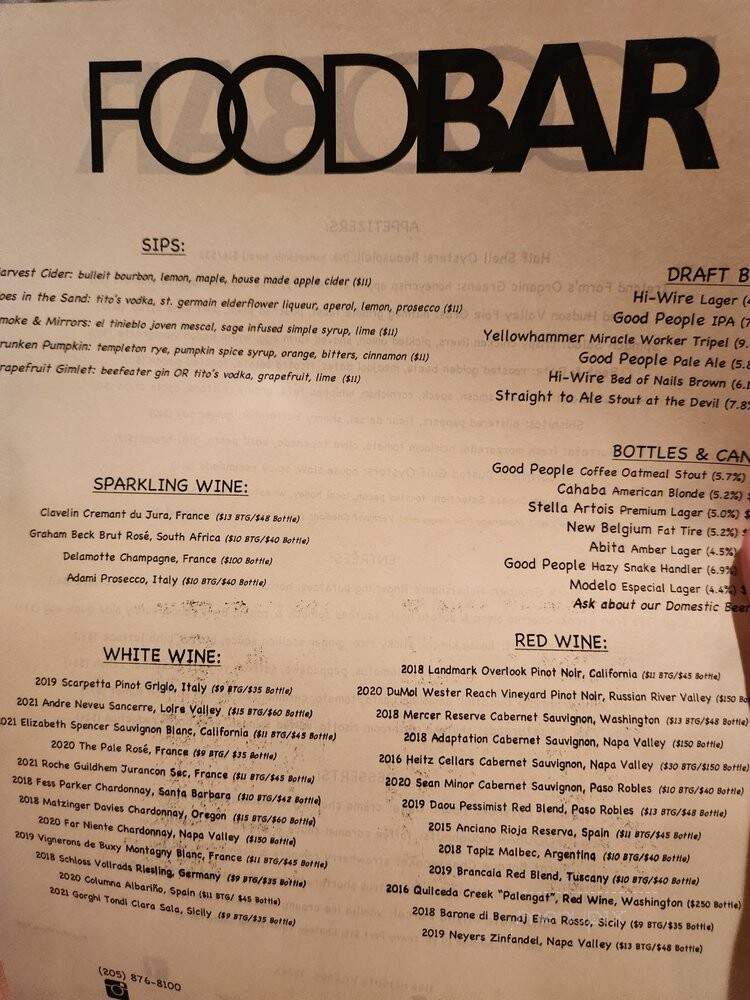 FOODBAR
SIPS:
arvest Cider: bulleit bourbon, lemon, maple, house made apple cider ($11)
oes in the Sand: tito's vodka, st. germain elderflower liqueur, aperol, lemon, prosecco ($11)
moke & Mirrors: el tinieblo joven mescal, sage infused simple syrup, lime ($11)
runken Pumpkin: templeton rye, pumpkin spice syrup, orange, bitters, cinnamon ($11)
rapefruit Gimlet: beefeater gin OR tito's vodka, grapefruit, lime ($11)
DRAFT B
Hi-Wire Lager (4
Good People IPA (7
Yellowhammer Miracle Worker Tripel (9.
Good People Pale Ale (5.8
Hi-Wire Bed of Nails Brown (6.1
Straight to Ale Stout at the Devil (7.8
BOTTLES & CAN
Good People Coffee Oatmeal Stout (5.7%)
Cahaba American Blonde (5.2%) $
Stella Artois Premium Lager (5.0%) $
New Belgium Fat Tire (5.2%) $
Abita Amber Lager (4.5%)
Good People Hazy Snake Handler (6.9%)
Modelo Especial Lager (4.4%) $
Ask about our Domestic Beer
SPARKLING WINE:
Clavelin Cremant du Jura, France ($13 BTG/$48 Bottle)
Graham Beck Brut Rosé, South Africa ($10 BTG/$40 Bottle)
Delamotte Champagne, France ($100 Bottle)
Adami Prosecco, Italy ($10 BTG/$40 Bottle)
WHITE WINE:
2019 Scarpetta Pinot Grigio, Italy ($9 BTG/$35 Bottle)
2021 Andre Neveu Sancerre, Loire Valley ($15 BTG/$60 Bottle)
021 Elizabeth Spencer Sauvignon Blanc, California ($11 BTG/$45 Bottle)
2020 The Pale Rosé, France ($9 BTG/ $35 Bottle)
2021 Roche Guildhem Jurancon Sec, France ($11 BTG/$45 Bottle)
2018 Fess Parker Chardonnay, Santa Barbara ($10 BTG/$42 Bottle)
2018 Matzinger Davies Chardonnay, Oregon ($15 BTG/$60 Bottle)
2020 Far Niente Chardonnay, Napa Valley ($150 Bottle)
2019 Vignerons de Buxy Montagny Blanc, France ($11 BTG/$45 Bottle)
2018 Schloss Vollrads Riesling, Germany ($9 BTG/$35 Bottle)
2020 Columna Albariño, Spain ($11 BTG/ $45 Bottle)
2021 Gorghi Tondi Clara Sala, Sicily ($9 BTG/$35 Bottle)
RED WINE:
2018 Landmark Overlook Pinot Noir, California ($11 BTG/$45 Bottle)
2020 DuMol Wester Reach Vineyard Pinot Noir, Russian River Valley ($150 Bo
2018 Mercer Reserve Cabernet Sauvignon, Washington ($13 BTG/$48 Bottle)
2018 Adaptation Cabernet Sauvignon, Napa Valley ($150 Bottle)
2016 Heitz Cellars Cabernet Sauvignon, Napa Valley ($30 BTG/$150 Bottle)
2020 Sean Minor Cabernet Sauvignon, Paso Robles ($10 BTG/$40 Bottle)
2019 Daou Pessimist Red Blend, Paso Robles ($13 BTG/$48 Bottle)
2015 Anciano Rioja Reserva, Spain ($11 BTG/$45 Bottle)
2018 Tapiz Malbec, Argentina ($10 BTG/$40 Bottle)
2019 Brancaia Red Blend, Tuscany ($10 BTG/$40 Bottle)
2016 Quilceda Creek "Palengat", Red Wine, Washington ($250 Bottle)
2018 Barone di Bernaj Etna Rosso, Sicily ($9 BTG/$35 Bottle)
2019 Neyers Zinfandel, Napa Valley ($13 BTG/$48 Bottle)
(205) 876-8100